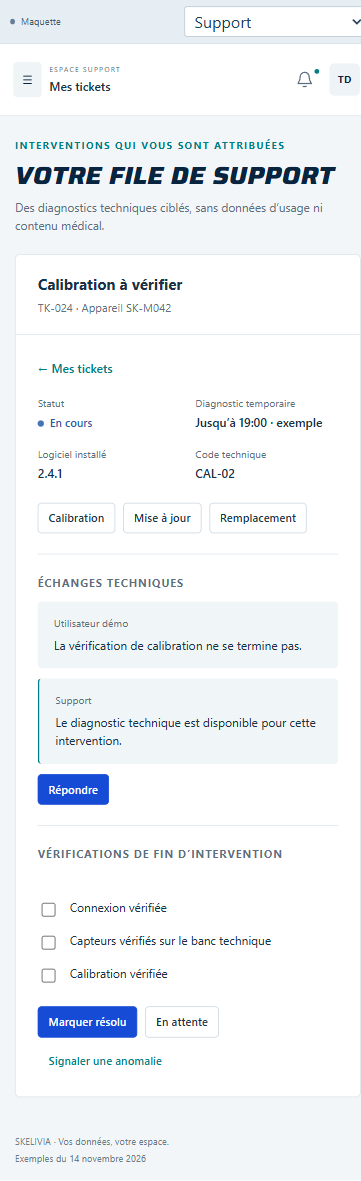 Maquette
Support
ESPACE SUPPORT
Mes tickets
TD
INTERVENTIONS QUI VOUS SONT ATTRIBUÉES
VOTRE FILE DE SUPPORT
Des diagnostics techniques ciblés, sans données d'usage ni
contenu médical.
Calibration à vérifier
TK-024 · Appareil SK-M042
← Mes tickets
Statut
En cours
Diagnostic temporaire
Jusqu'à 19:00 · exemple
Logiciel installé
2.4.1
Code technique
CAL-02
Calibration
Mise à jour
Remplacement
ÉCHANGES TECHNIQUES
Utilisateur démo
La vérification de calibration ne se termine pas.
Support
Le diagnostic technique est disponible pour cette
intervention.
Répondre
VÉRIFICATIONS DE FIN D'INTERVENTION
Connexion vérifiée
Capteurs vérifiés sur le banc technique
Calibration vérifiée
Marquer résolu
En attente
Signaler une anomalie
SKELIVIA · Vos données, votre espace.
Exemples du 14 novembre 2026